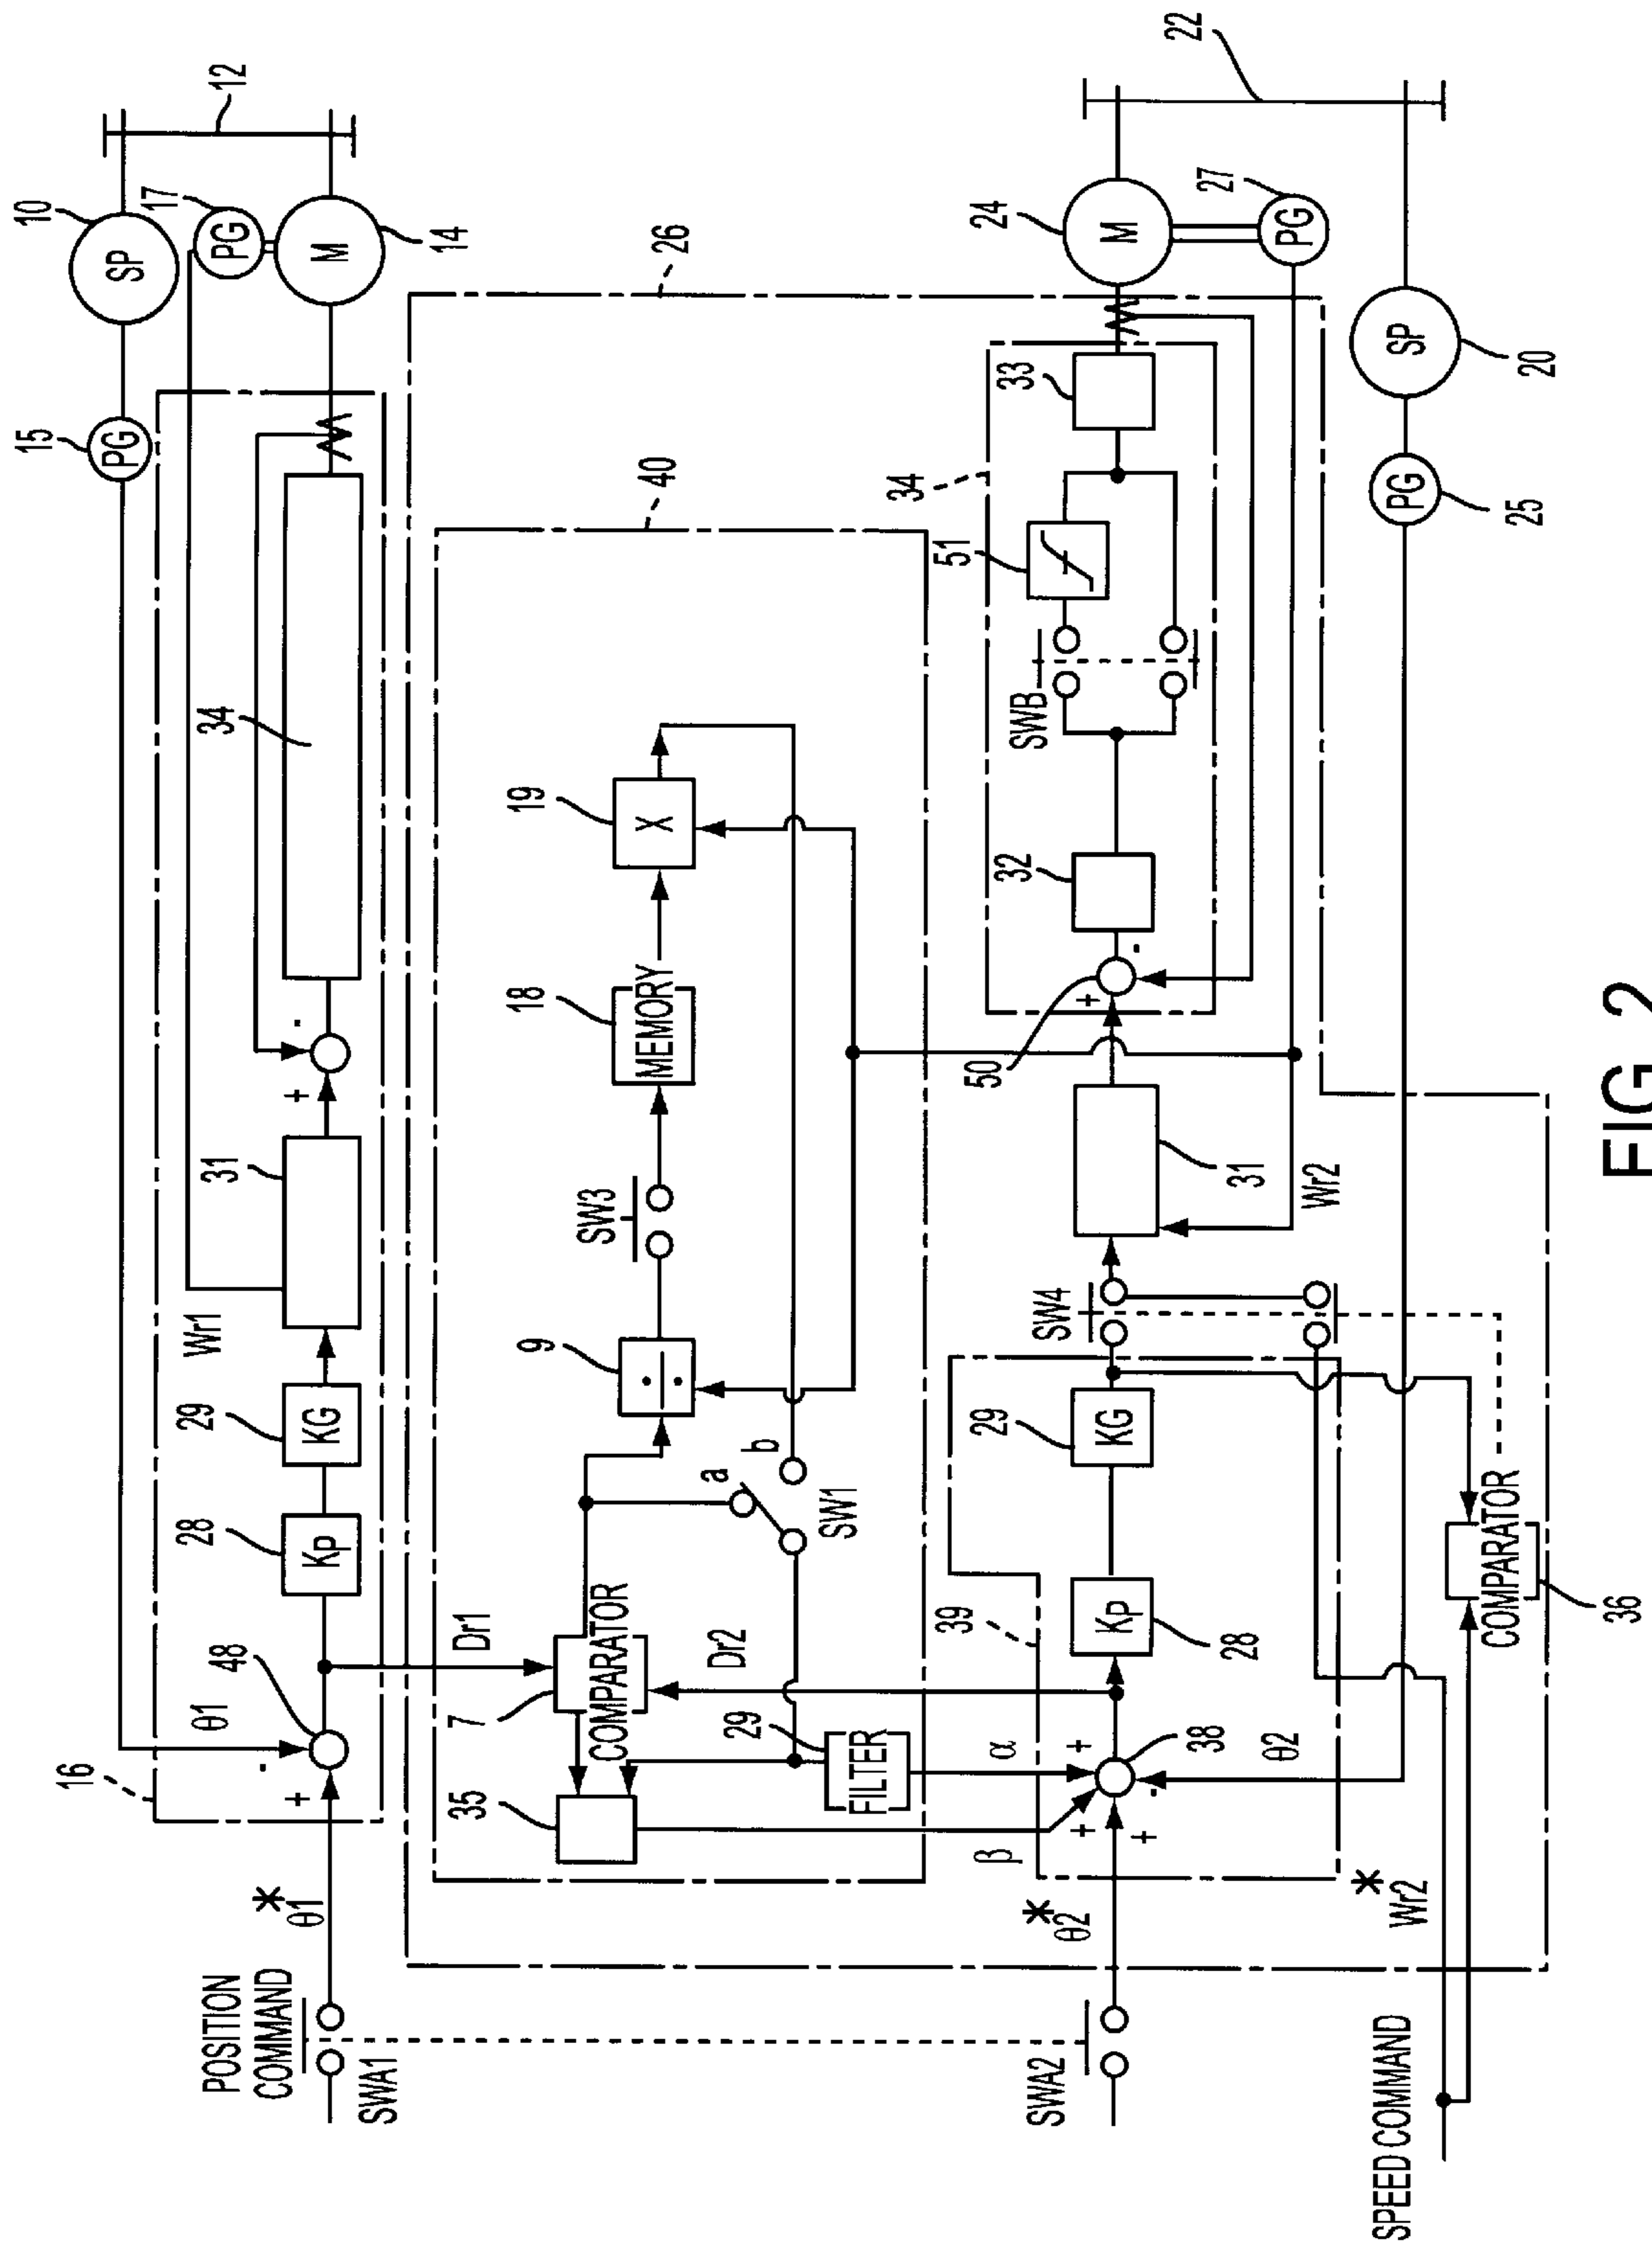 POSITION
COMMAND
SWA1
*
θ1
16
+
-
θ1
48
28
Kp
29
KG
Wr1
31
+
-
34
15
PG
10
SP
17
PG
M
14
12
40
35
7
COMPARATOR
Dr1
Dr2
29
FILTER
a
b
SW1
9
÷
SW3
18
MEMORY
19
X
26
SWA2
*
θ2
β
α
+
+
+
-
38
θ2
39
Kp
28
29
KG
SW4
31
Wr2
50
+
-
32
SWB
51
34
33
24
M
27
PG
22
SPEED COMMAND
*
Wr2
COMPARATOR
36
PG
25
SP
20
FIG. 2